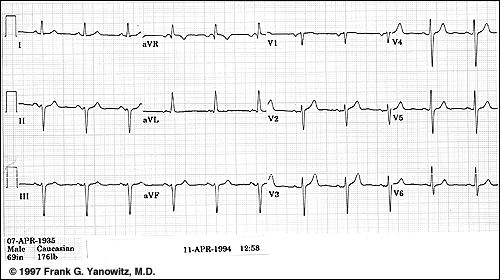 I aVR V1 V4
II aVL V2 V5
III aVF V3 V6
07-APR-1935 11-APR-1994 12:58
Male Caucasian
69in 176lb
© 1997 Frank G. Yanowitz, M.D.